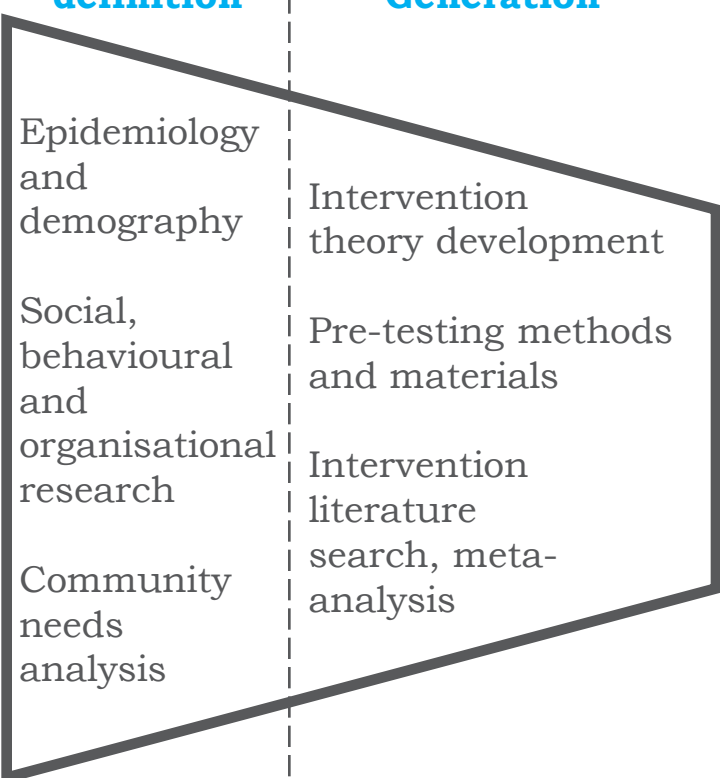 definition
Generation
Epidemiology
and
demography
Social,
behavioural
and
organisational
research
Community
needs
analysis
Intervention
theory development
Pre-testing methods
and materials
Intervention
literature
search, meta-
analysis